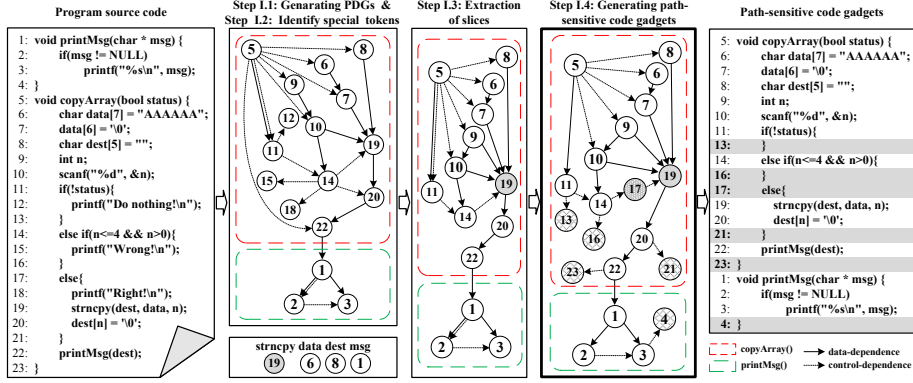 Program source code
1: void printMsg(char * msg) {
2: if(msg != NULL)
3: printf("%s\n", msg);
4: }
5: void copyArray(bool status) {
6: char data[7] = "AAAAAA";
7: data[6] = '\0';
8: char dest[5] = "";
9: int n;
10: scanf("%d", &n);
11: if(!status){
12: printf("Do nothing!\n");
13: }
14: else if(n<=4 && n>0){
15: printf("Wrong!\n");
16: }
17: else{
18: printf("Right!\n");
19: strncpy(dest, data, n);
20: dest[n] = '\0';
21: }
22: printMsg(dest);
23: }
Step I.1: Genarating PDGs &
Step I.2: Identify special tokens
5
8
6
9
7
12
10
19
11
14
15
20
18
22
1
2
3
strncpy data dest msg
19
6
8
1
Step I.3: Extraction
of slices
5
8
6
7
9
10
19
11
14
20
22
1
2
3
Step I.4: Generating path-
sensitive code gadgets
5
8
6
7
9
10
19
11
17
14
13
16
20
22
23
21
1
4
2
3
Path-sensitive code gadgets
5: void copyArray(bool status) {
6: char data[7] = "AAAAAA";
7: data[6] = '\0';
8: char dest[5] = "";
9: int n;
10: scanf("%d", &n);
11: if(!status){
13: }
14: else if(n<=4 && n>0){
16: }
17: else{
19: strncpy(dest, data, n);
20: dest[n] = '\0';
21: }
22: printMsg(dest);
23: }
1: void printMsg(char * msg) {
2: if(msg != NULL)
3: printf("%s\n", msg);
4: }
copyArray()
data-dependence
printMsg()
control-dependence